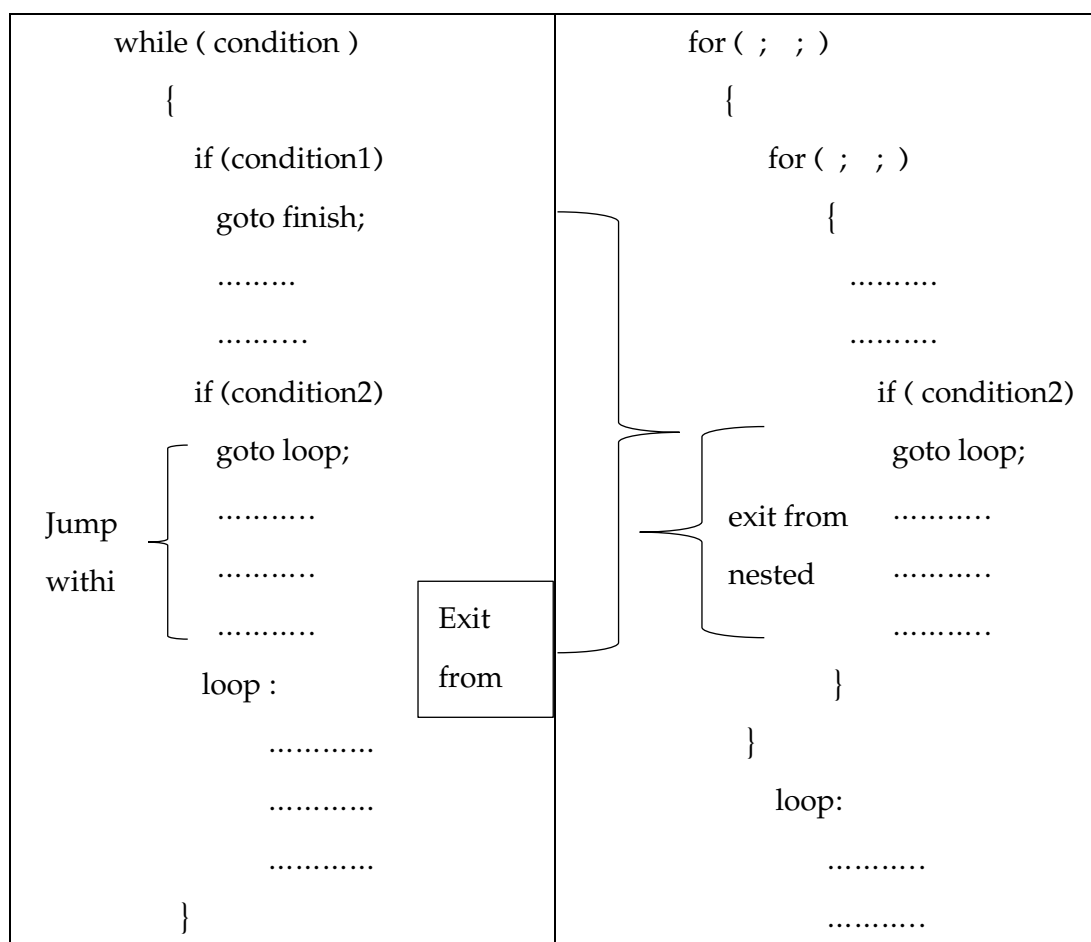 while ( condition )
{
if (condition1)
goto finish;
………
……....
if (condition2)
goto loop;
Jump
withi
………..
………..
………..
Exit
from
loop :
…………
…………
…………
}
for ( ; ; )
{
for ( ; ; )
{
……….
……….
if ( condition2)
goto loop;
exit from
nested
………..
………..
………..
}
}
loop:
………..
………..